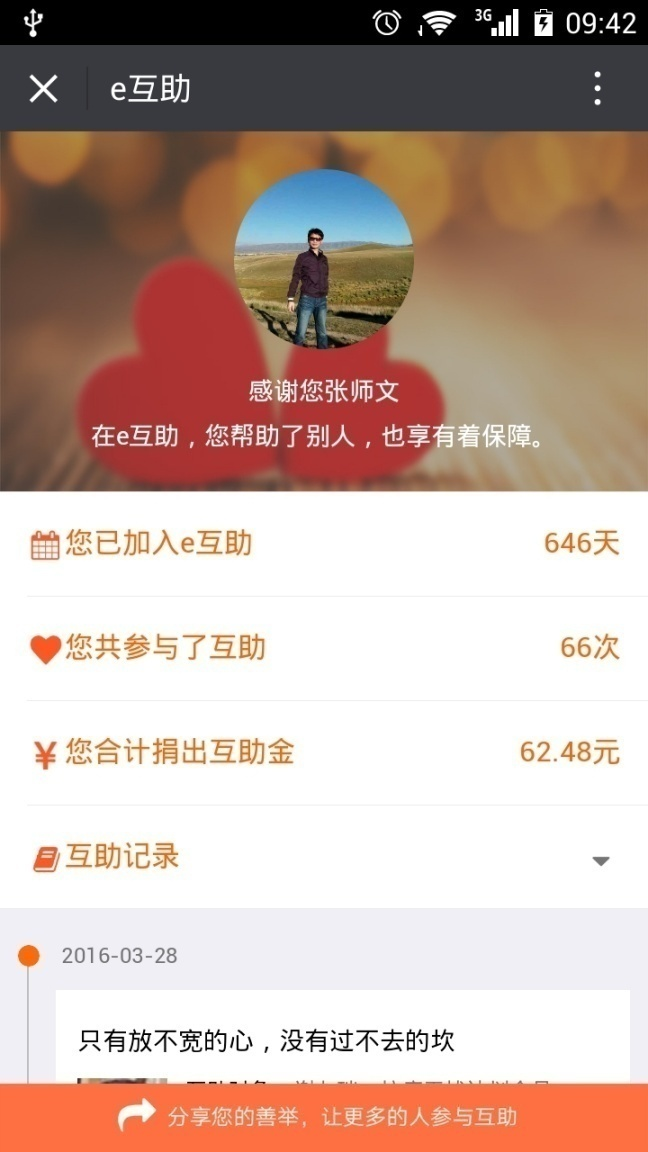 3G 09:42
e互助
感谢您张师文
在e互助，您帮助了别人，也享有着保障。
您已加入e互助 646天
您共参与了互助 66次
¥ 您合计捐出互助金 62.48元
互助记录
2016-03-28
只有放不宽的心，没有过不去的坎
分享您的善举，让更多的人参与互助